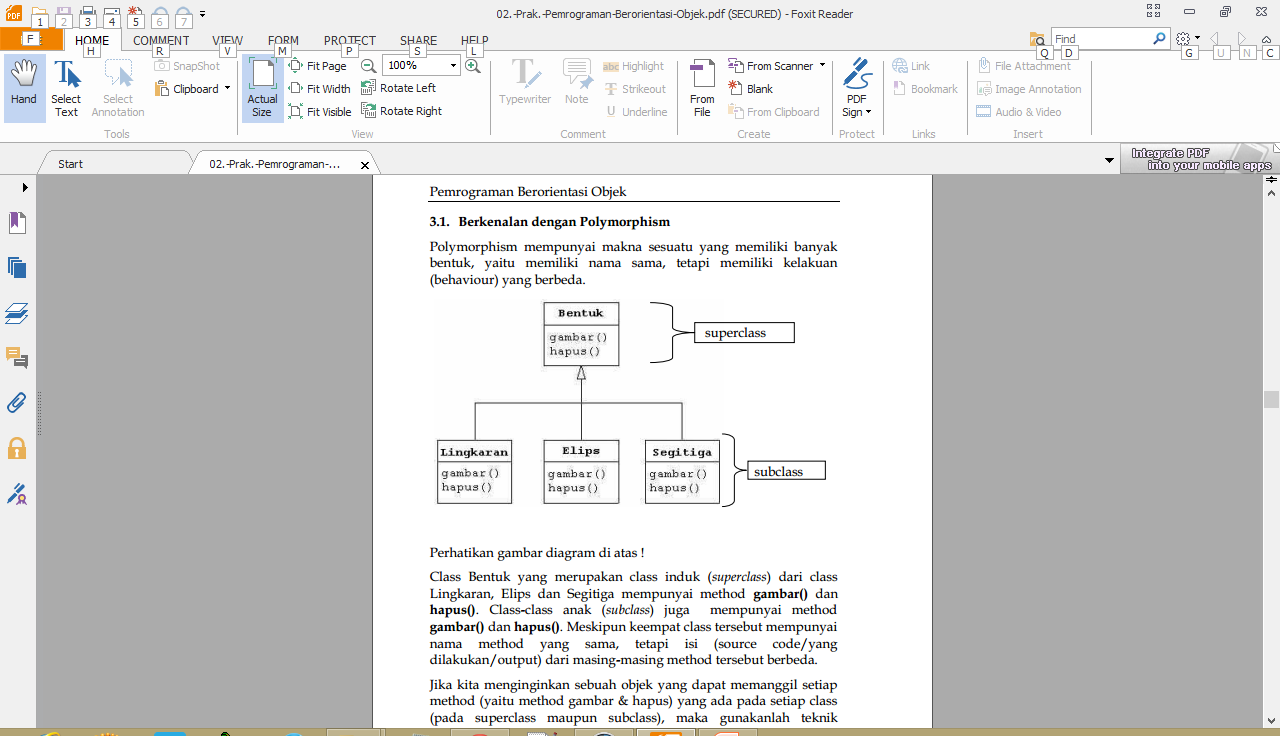 02.-Prak.-Pemrograman-Berorientasi-Objek.pdf (SECURED) - Foxit Reader
PDF
1 2 3 4 5 6 7
HOME COMMENT VIEW FORM PROTECT SHARE HELP
Find
F H R V M P S L Q D G U N C
Hand
Select Text
Select Annotation
SnapShot
Clipboard
Tools
Actual Size
Fit Page
Fit Width
Fit Visible
100%
Rotate Left
Rotate Right
View
Typewriter
Note
abc Highlight
Strikeout
Underline
Comment
From File
From Scanner
Blank
From Clipboard
Create
PDF Sign
Protect
Link
Bookmark
Links
File Attachment
Image Annotation
Audio & Video
Insert
Start
02.-Prak.-Pemrograman-...
Integrate PDF
into your mobile apps
Pemrograman Berorientasi Objek
3.1. Berkenalan dengan Polymorphism
Polymorphism mempunyai makna sesuatu yang memiliki banyak
bentuk, yaitu memiliki nama sama, tetapi memiliki kelakuan
(behaviour) yang berbeda.
Bentuk
gambar()
hapus()
superclass
Lingkaran
gambar()
hapus()
Elips
gambar()
hapus()
Segitiga
gambar()
hapus()
subclass
Perhatikan gambar diagram di atas !
Class Bentuk yang merupakan class induk (superclass) dari class
Lingkaran, Elips dan Segitiga mempunyai method gambar() dan
hapus(). Class-class anak (subclass) juga mempunyai method
gambar() dan hapus(). Meskipun keempat class tersebut mempunyai
nama method yang sama, tetapi isi (source code/yang
dilakukan/output) dari masing-masing method tersebut berbeda.
Jika kita menginginkan sebuah objek yang dapat memanggil setiap
method (yaitu method gambar & hapus) yang ada pada setiap class
(pada superclass maupun subclass), maka gunakanlah teknik